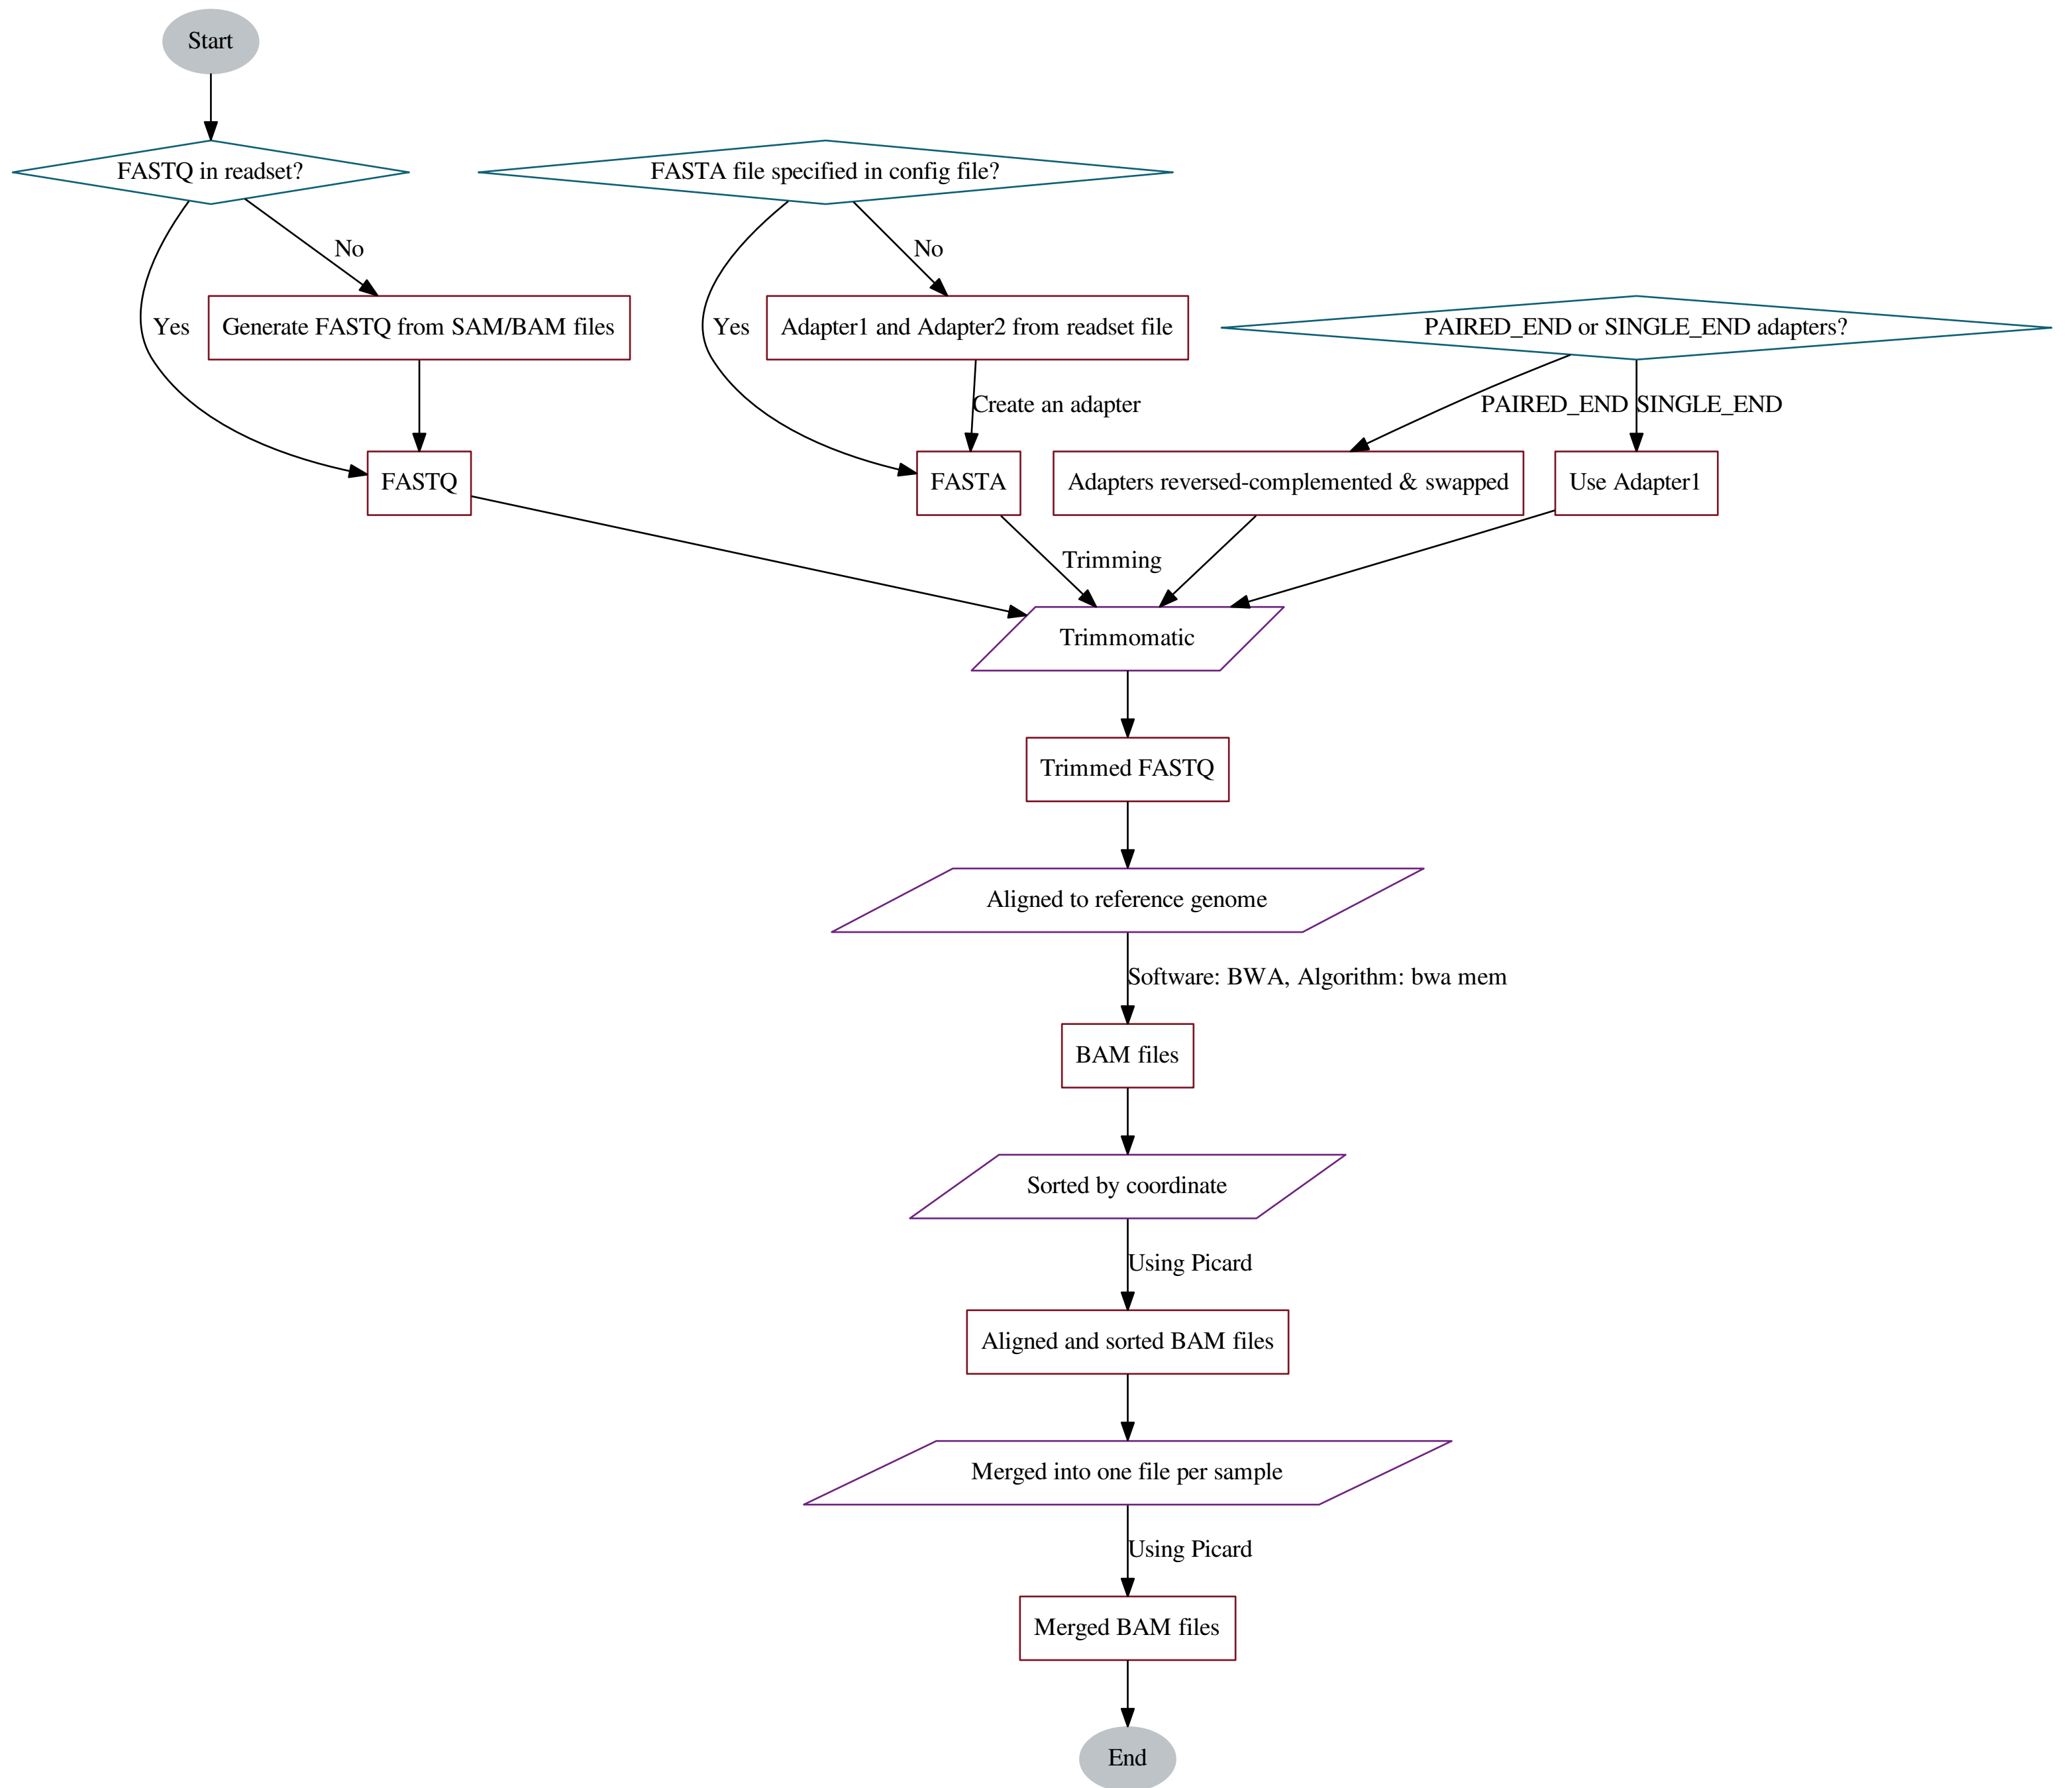 Start
FASTQ in readset?
FASTA file specified in config file?
No
No
Yes
Generate FASTQ from SAM/BAM files
Yes
Adapter1 and Adapter2 from readset file
PAIRED_END or SINGLE_END adapters?
Create an adapter
PAIRED_END
SINGLE_END
FASTQ
FASTA
Adapters reversed-complemented & swapped
Use Adapter1
Trimming
Trimmomatic
Trimmed FASTQ
Aligned to reference genome
Software: BWA, Algorithm: bwa mem
BAM files
Sorted by coordinate
Using Picard
Aligned and sorted BAM files
Merged into one file per sample
Using Picard
Merged BAM files
End